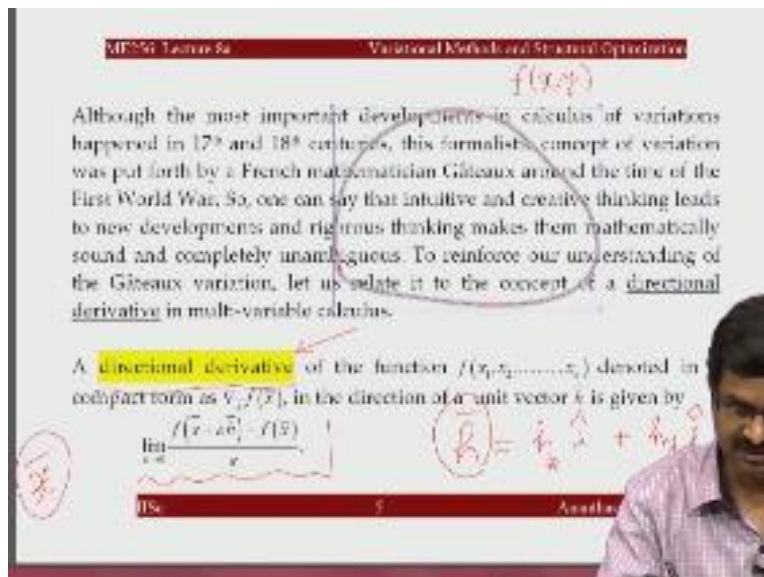 ME256 Lecture 8a Variational Methods and Structural Optimization
f(x,y)
Although the most important developments in calculus of variations
happened in 17th and 18th centures, this formalistic concept of variation
was put forth by a French mathematician Gâteaux around the time of the
First World War. So, one can say that intuitive and creative thinking leads
to new developments and rigorous thinking makes them mathematically
sound and completely unambiguous. To reinforce our understanding of
the Gâteaux variation, let us relate it to the concept of a directional
derivative in multi-variable calculus.
A directional derivative of the function denoted in
compact form as in the direction of a unit vector h is given by
lim
IISc 5